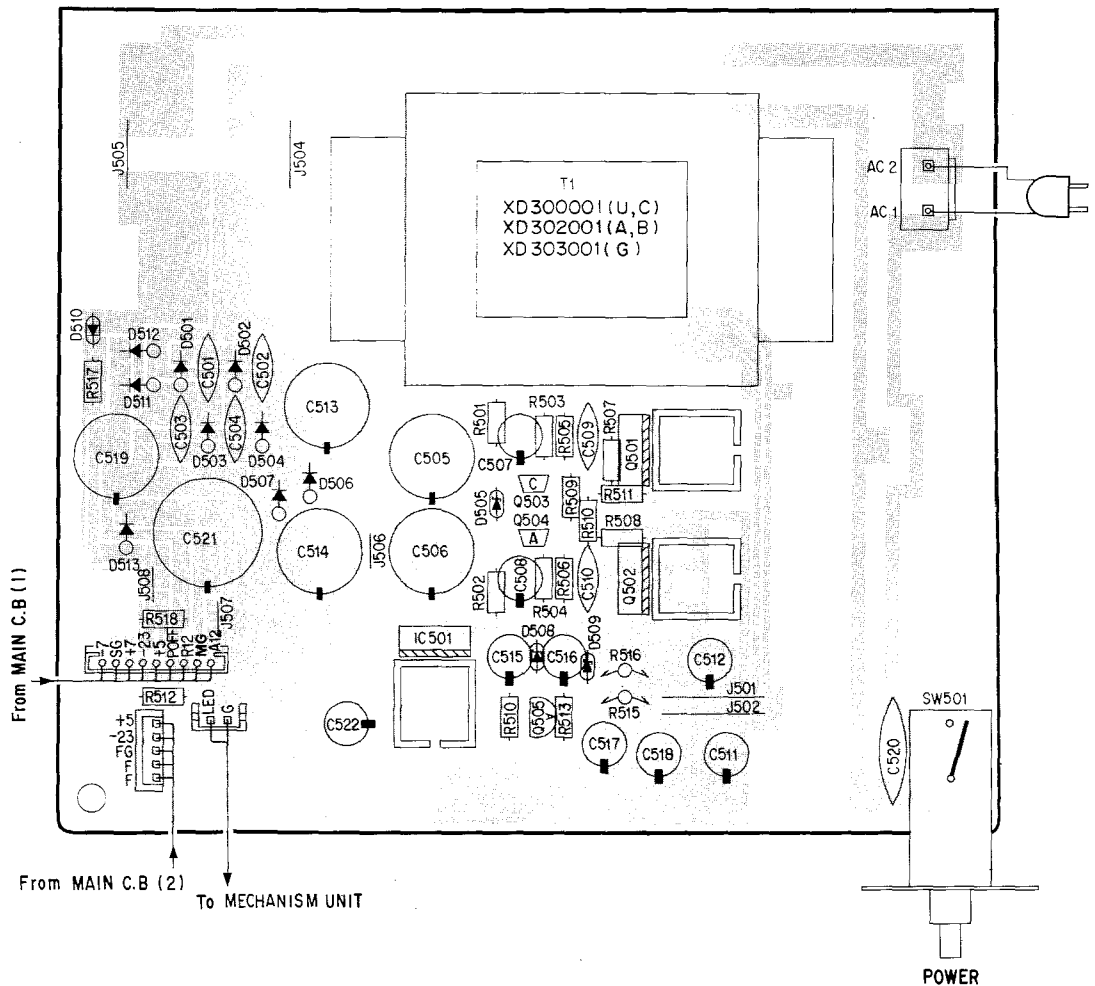 J505
J504
T1
XD300001(U,C)
XD302001(A,B)
XD303001(G)
AC 2
AC 1
D510
D512
D501
D502
R517
C501
C502
D511
C503
C504
C513
R501
R503
R505
C509
R507
Q501
C519
D503
D504
C505
C507
D507
D506
D505
C
Q503
R509
R511
Q504
A
R510
R508
D513
C521
C514
J506
C506
R502
C508
R506
C510
Q502
R504
J508
R518
J507
IC501
D508
D509
-7
SG
+7
-23
+5
POFF
R12
MG
A12
C515
C516
R516
C512
From MAIN C.B (1)
R512
LED
G
R510
Q505
R513
R515
J501
J502
SW501
C522
C517
C518
C511
C520
+5
-23
FG
F
F
From MAIN C.B (2)
To MECHANISM UNIT
POWER